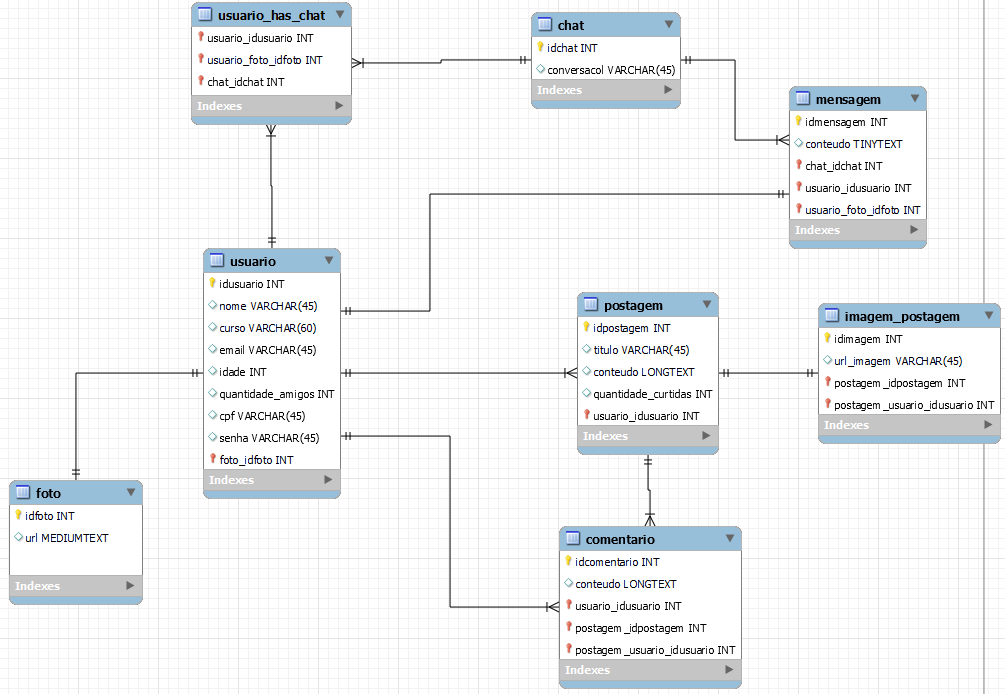 usuario_has_chat
usuario_idusuario INT
usuario_foto_idfoto INT
chat_idchat INT
Indexes
chat
idchat INT
conversacol VARCHAR(45)
Indexes
mensagem
idmensagem INT
conteudo TINYTEXT
chat_idchat INT
usuario_idusuario INT
usuario_foto_idfoto INT
Indexes
usuario
idusuario INT
nome VARCHAR(45)
curso VARCHAR(60)
email VARCHAR(45)
idade INT
quantidade_amigos INT
cpf VARCHAR(45)
senha VARCHAR(45)
foto_idfoto INT
Indexes
postagem
idpostagem INT
titulo VARCHAR(45)
conteudo LONGTEXT
quantidade_curtidas INT
usuario_idusuario INT
Indexes
imagem_postagem
idimagem INT
url_imagem VARCHAR(45)
postagem_idpostagem INT
postagem_usuario_idusuario INT
Indexes
foto
idfoto INT
url MEDIUMTEXT
Indexes
comentario
idcomentario INT
conteudo LONGTEXT
usuario_idusuario INT
postagem_idpostagem INT
postagem_usuario_idusuario INT
Indexes